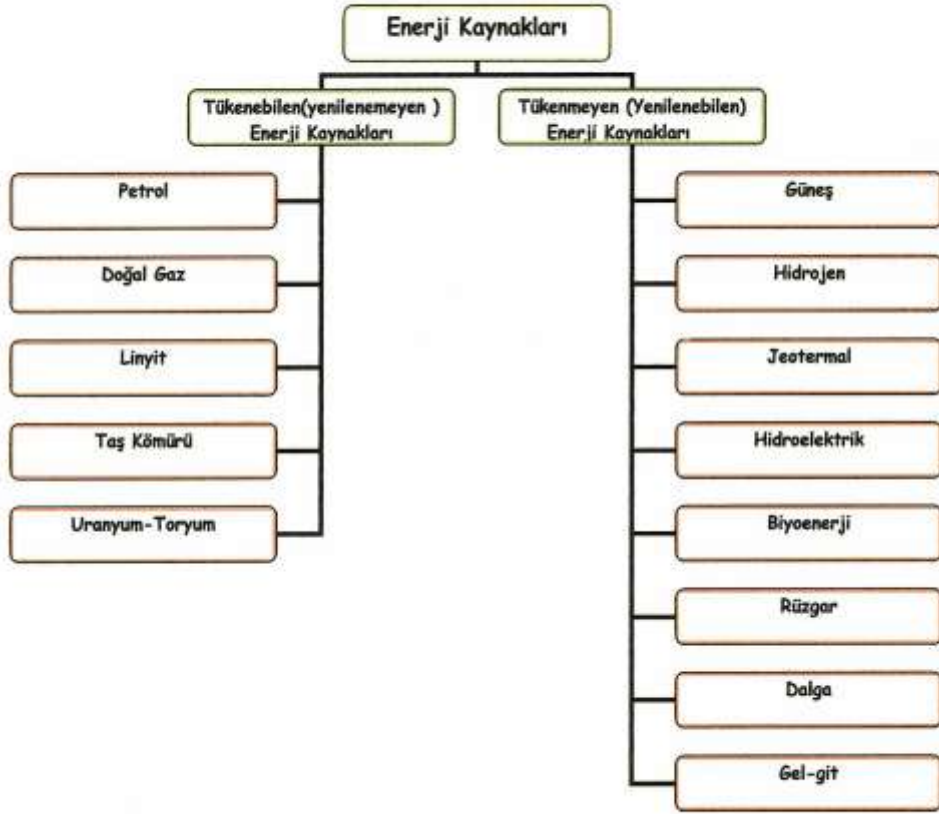 Enerji Kaynakları
Tükenebilen(yenilenemeyen )
Enerji Kaynakları
Petrol
Doğal Gaz
Linyit
Taş Kömürü
Uranyum-Toryum
Tükenmeyen (Yenilenebilen)
Enerji Kaynakları
Güneş
Hidrojen
Jeotermal
Hidroelektrik
Biyoenerji
Rüzgar
Dalga
Gel-git